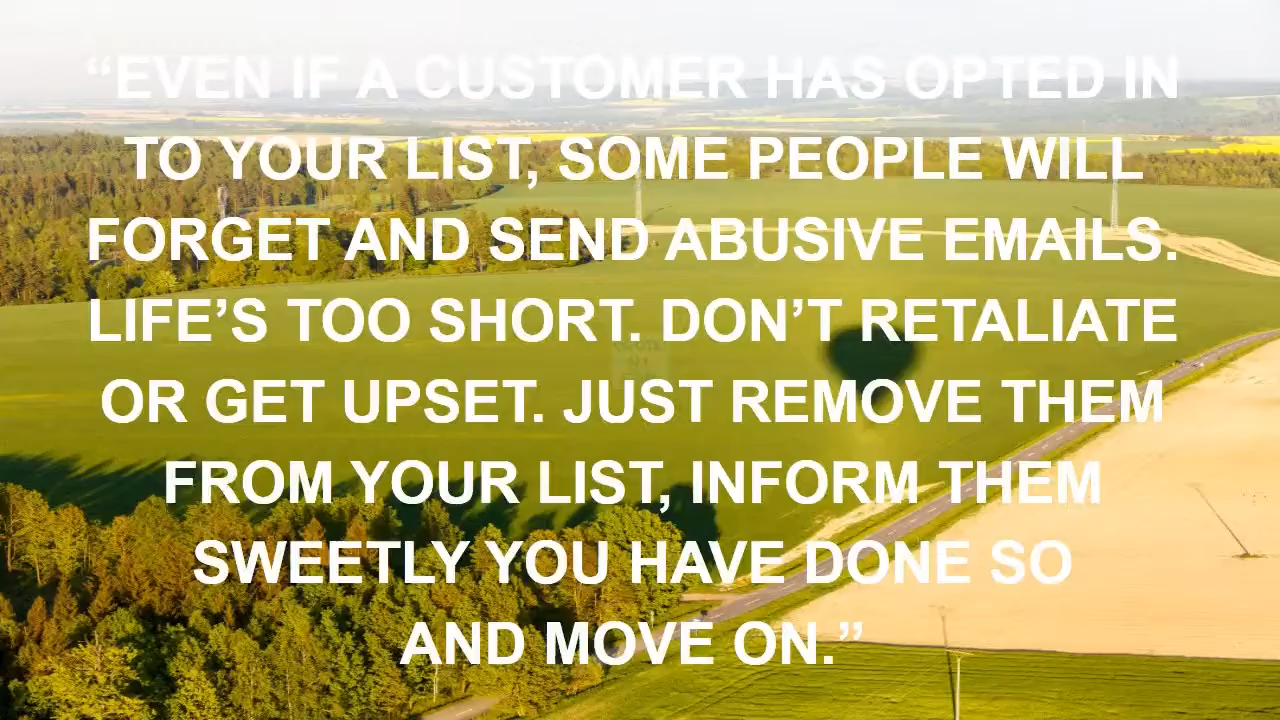 “EVEN IF A CUSTOMER HAS OPTED IN
TO YOUR LIST, SOME PEOPLE WILL
FORGET AND SEND ABUSIVE EMAILS.
LIFE’S TOO SHORT. DON’T RETALIATE
OR GET UPSET. JUST REMOVE THEM
FROM YOUR LIST, INFORM THEM
SWEETLY YOU HAVE DONE SO
AND MOVE ON.”